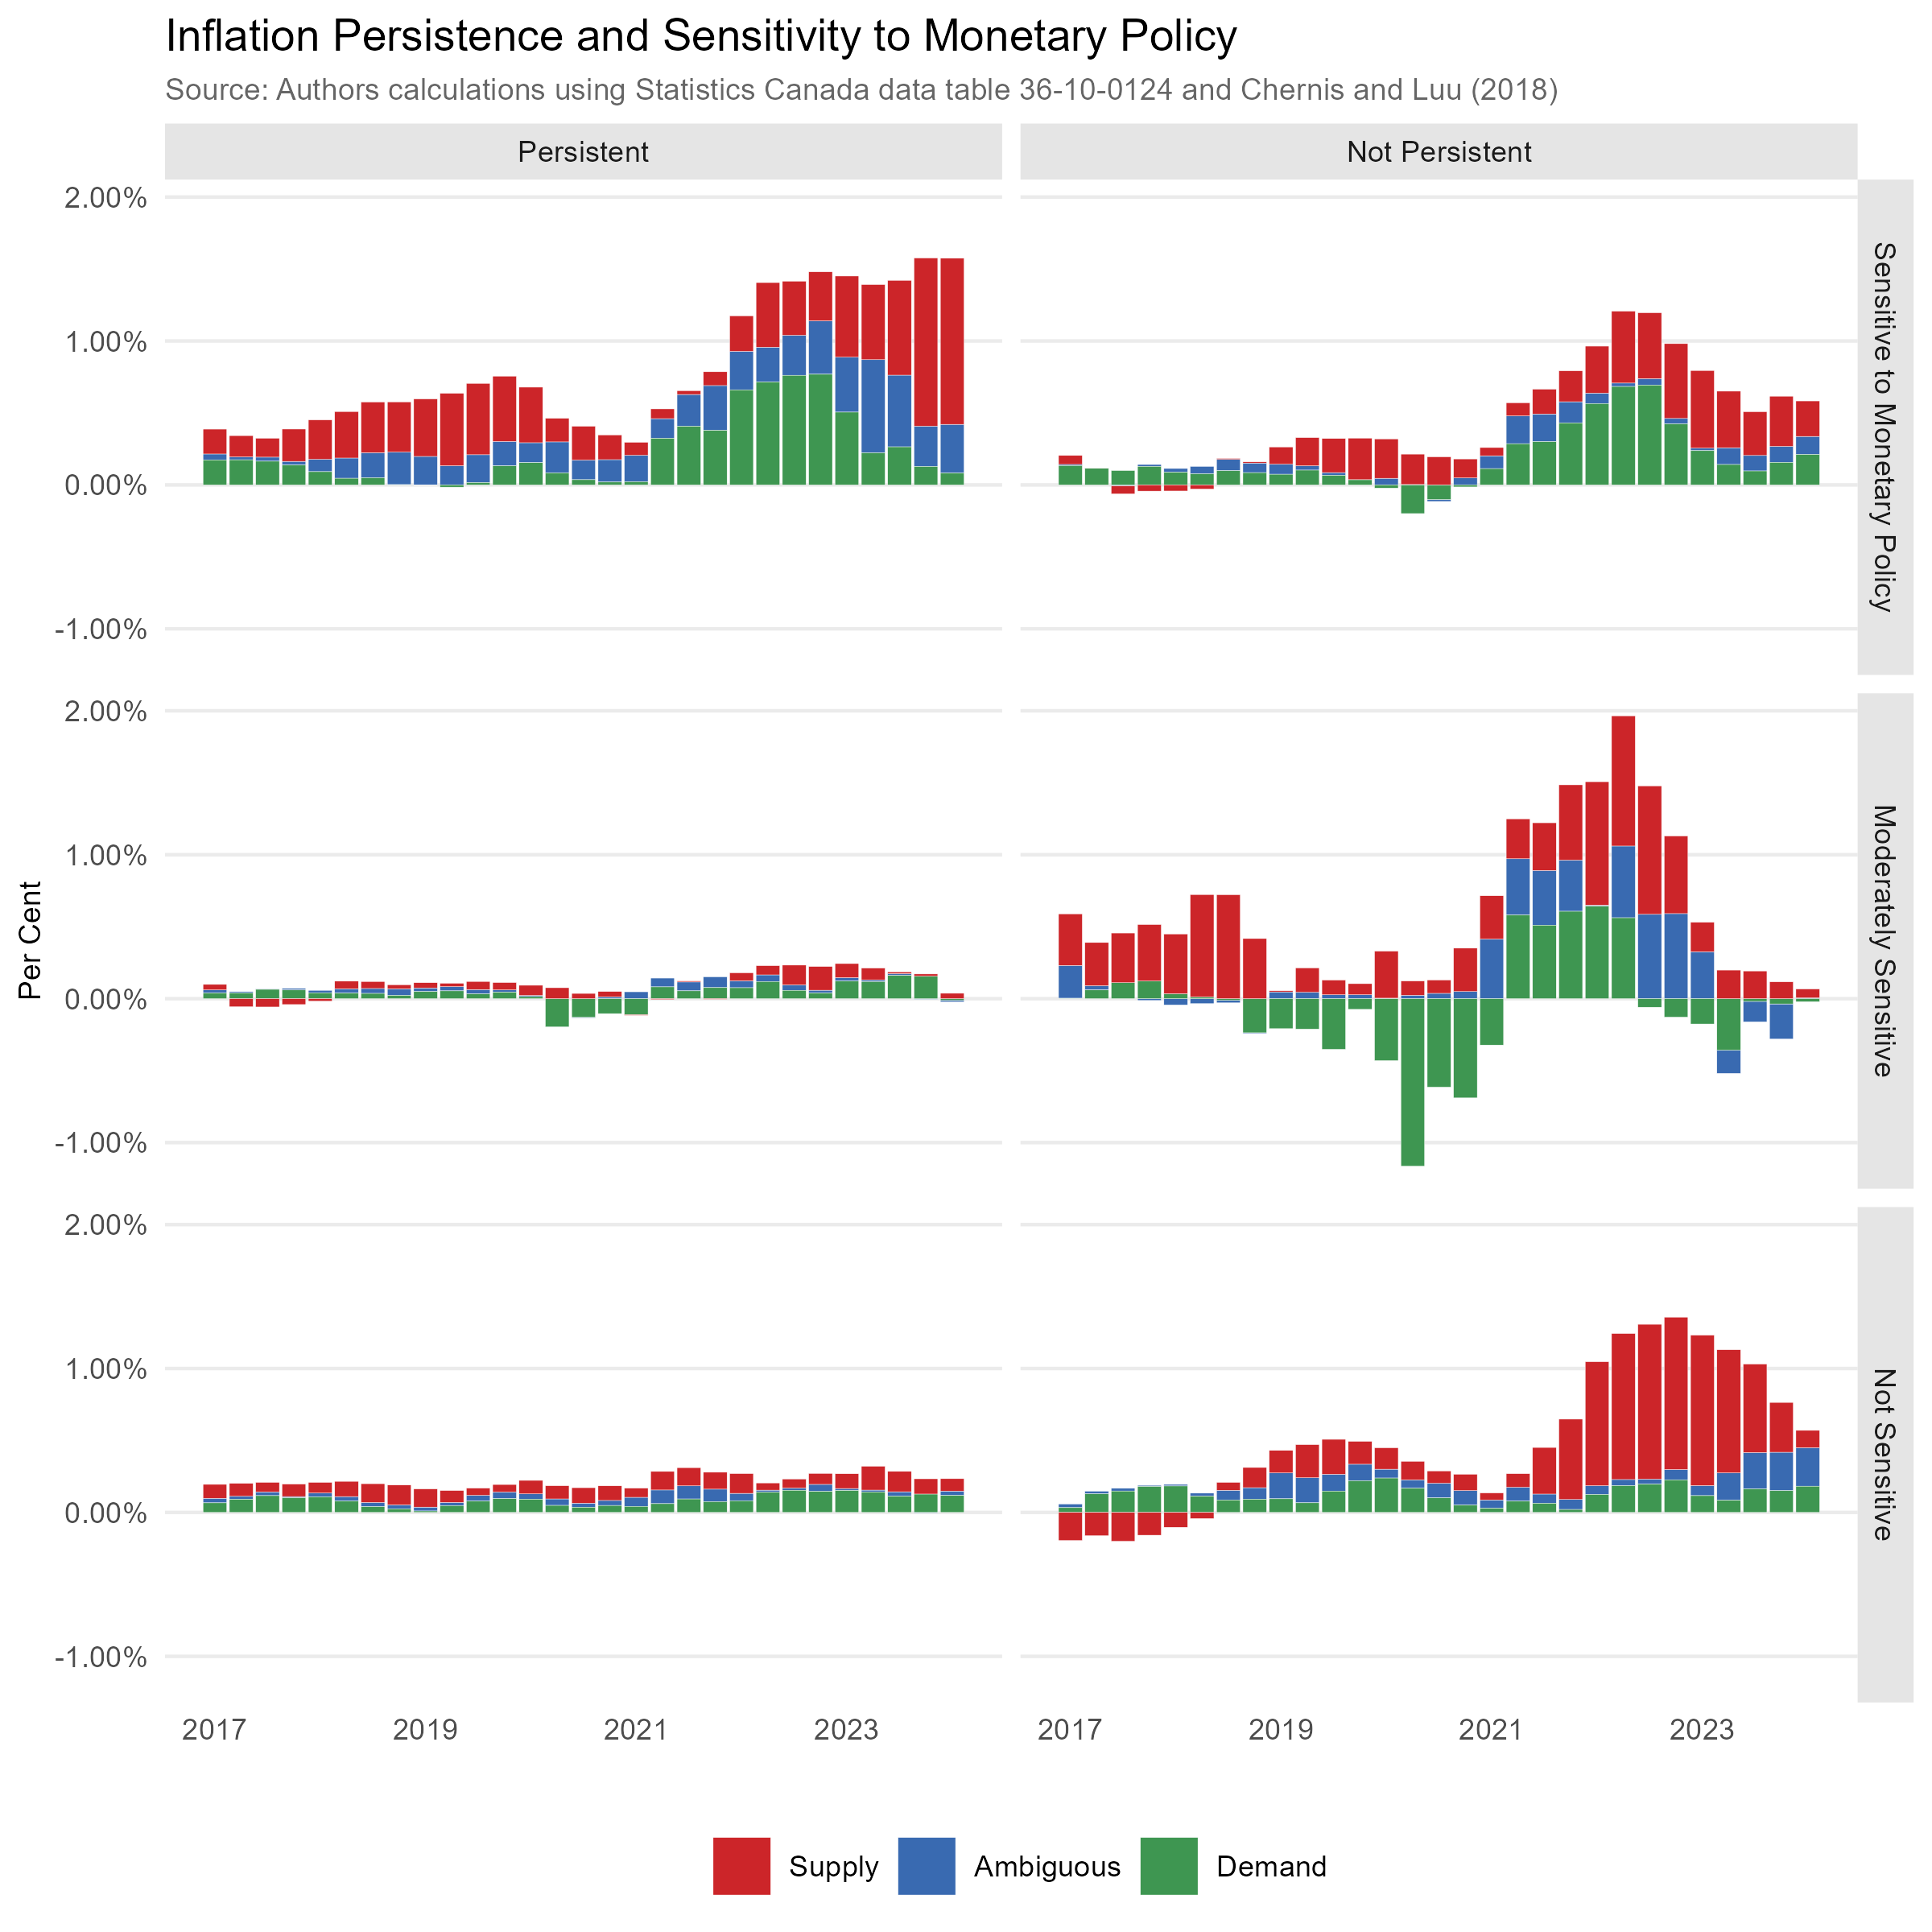 Inflation Persistence and Sensitivity to Monetary Policy
Source: Authors calculations using Statistics Canada data table 36-10-0124 and Chernis and Luu (2018)
Persistent
Not Persistent
2.00%
1.00%
0.00%
-1.00%
Sensitive to Monetary Policy
Per Cent
2.00%
1.00%
0.00%
-1.00%
Moderately Sensitive
2.00%
1.00%
0.00%
-1.00%
Not Sensitive
2017 2019 2021 2023 2017 2019 2021 2023
Supply Ambiguous Demand